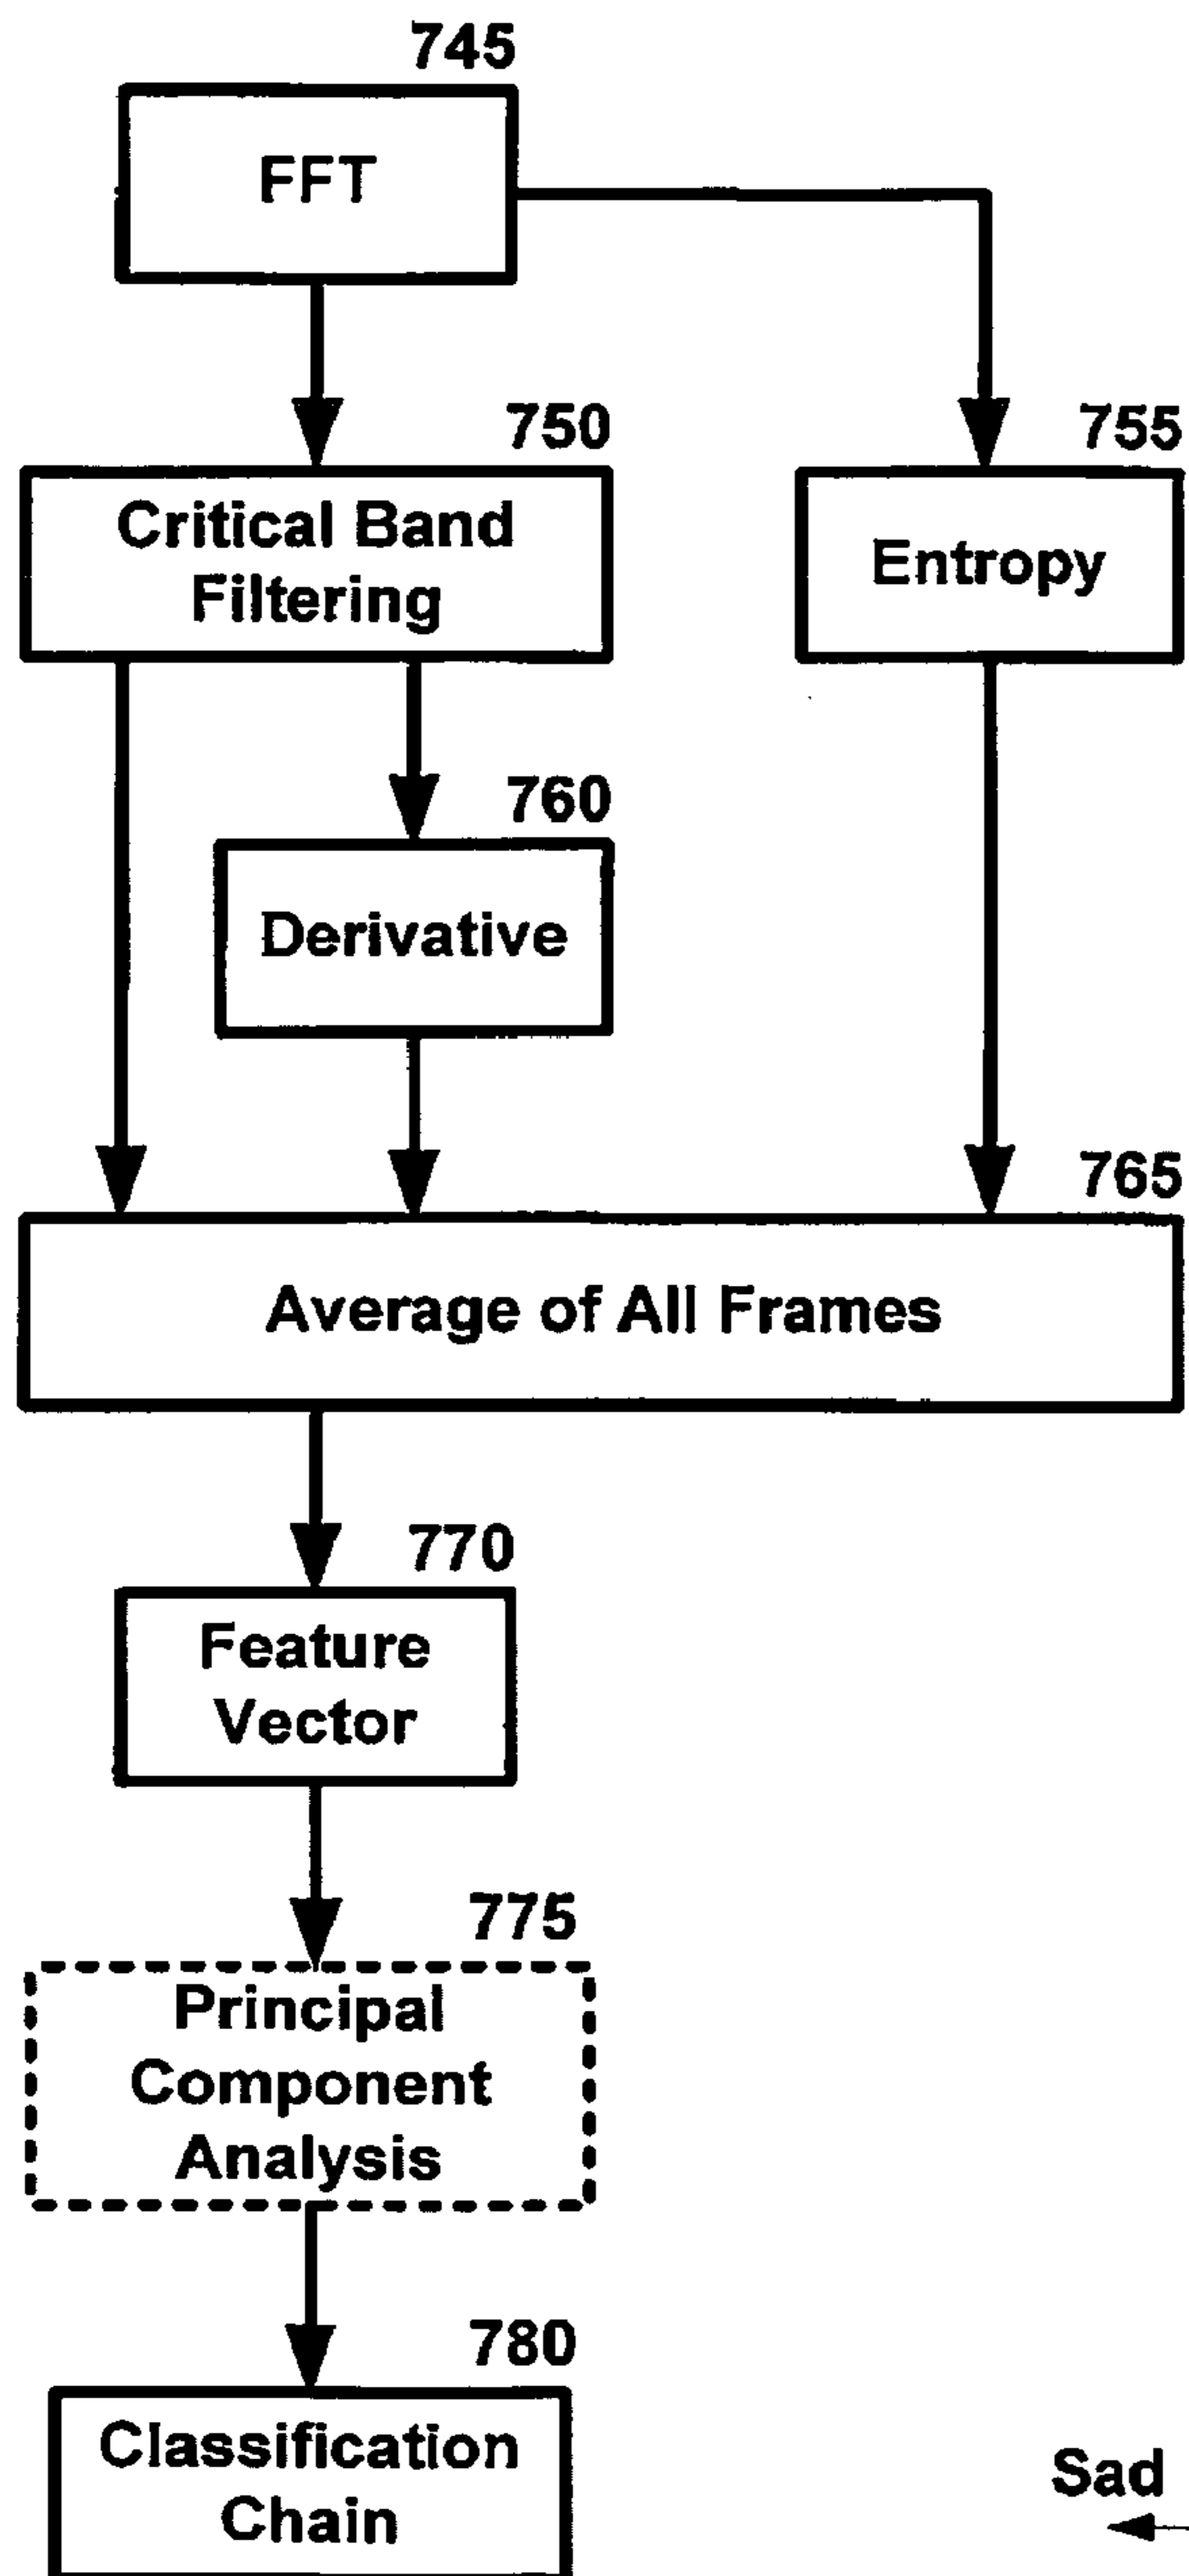 745
FFT
750
755
Critical Band
Filtering
Entropy
760
Derivative
765
Average of All Frames
770
Feature
Vector
775
Principal
Component
Analysis
780
Classification
Chain
Sad